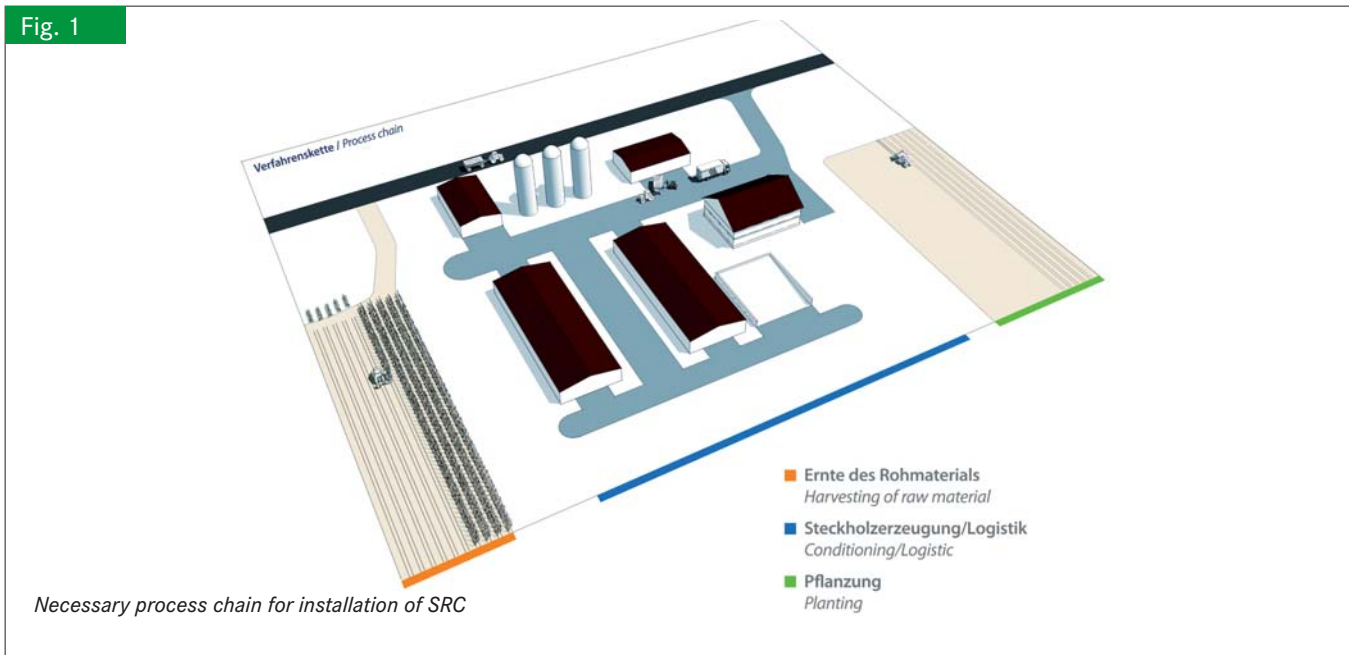 Fig. 1
Verfahrenskette / Process chain
Ernte des Rohmaterials
Harvesting of raw material
Steckholzerzeugung/Logistik
Conditioning/Logistic
Pflanzung
Planting
Necessary process chain for installation of SRC